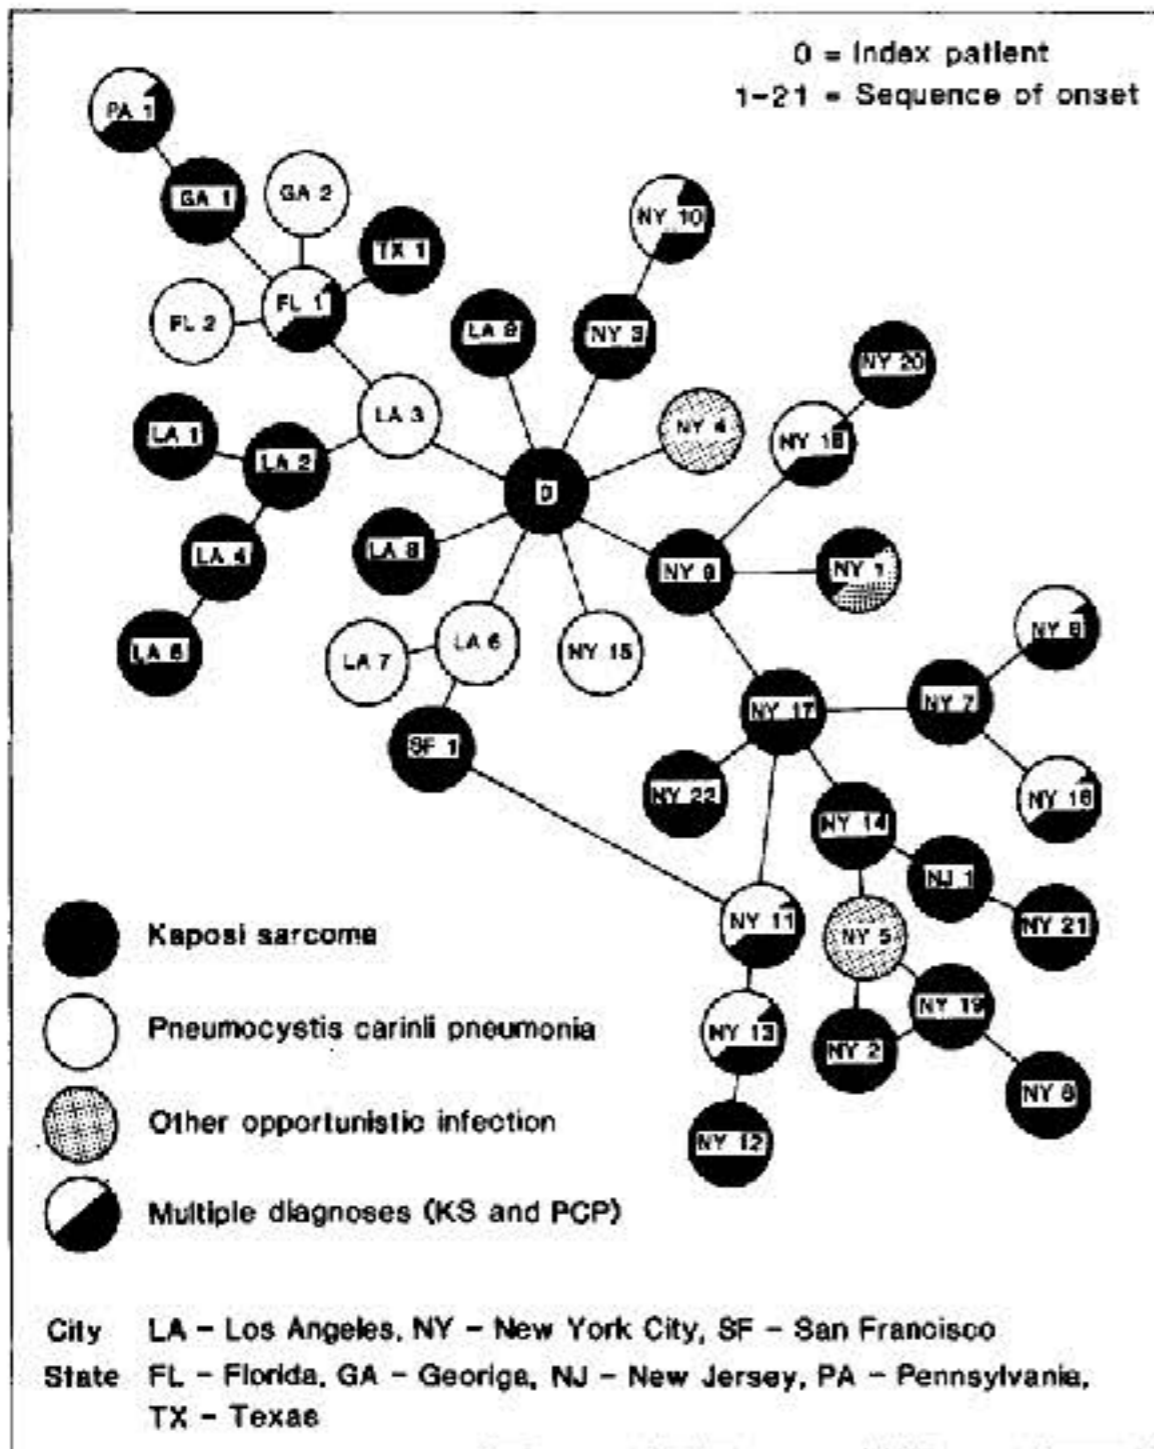 0 = Index patient
1-21 = Sequence of onset
PA 1
GA 1
GA 2
TX 1
NY 10
FL 2
FL 1
LA 9
NY 3
NY 20
LA 1
LA 2
LA 3
NY 4
NY 18
0
LA 4
LA 8
NY 9
NY 1
LA 7
LA 6
NY 15
NY 7
NY 17
SF 1
NY 22
NY 14
NY 16
NJ 1
NY 11
NY 5
NY 21
NY 13
NY 2
NY 19
NY 12
Kaposi sarcoma
Pneumocystis carinii pneumonia
Other opportunistic infection
Multiple diagnoses (KS and PCP)
City LA - Los Angeles, NY - New York City, SF - San Francisco
State FL - Florida, GA - Georiga, NJ - New Jersey, PA - Pennsylvania,
TX - Texas